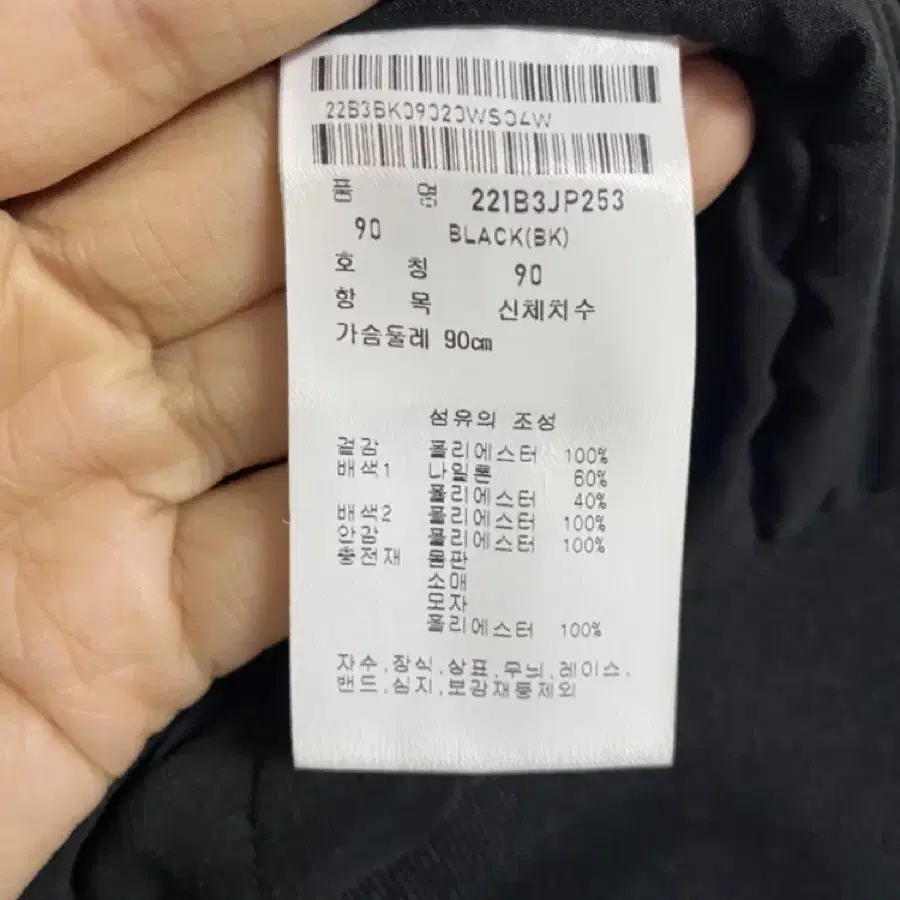 22B3BK09020WS04W
품 명 221B3JP253
90 BLACK(BK)
호 칭 90
항 목 신체치수
가슴둘레 90cm
섬유의 조성
겉감 폴리에스터 100%
배색1 나일론 60%
폴리에스터 40%
배색2 폴리에스터 100%
안감 폴리에스터 100%
충전재 몸판
소매
모자
폴리에스터 100%
자수,장식,상표,무늬,레이스,
밴드,심지,보강재등제외